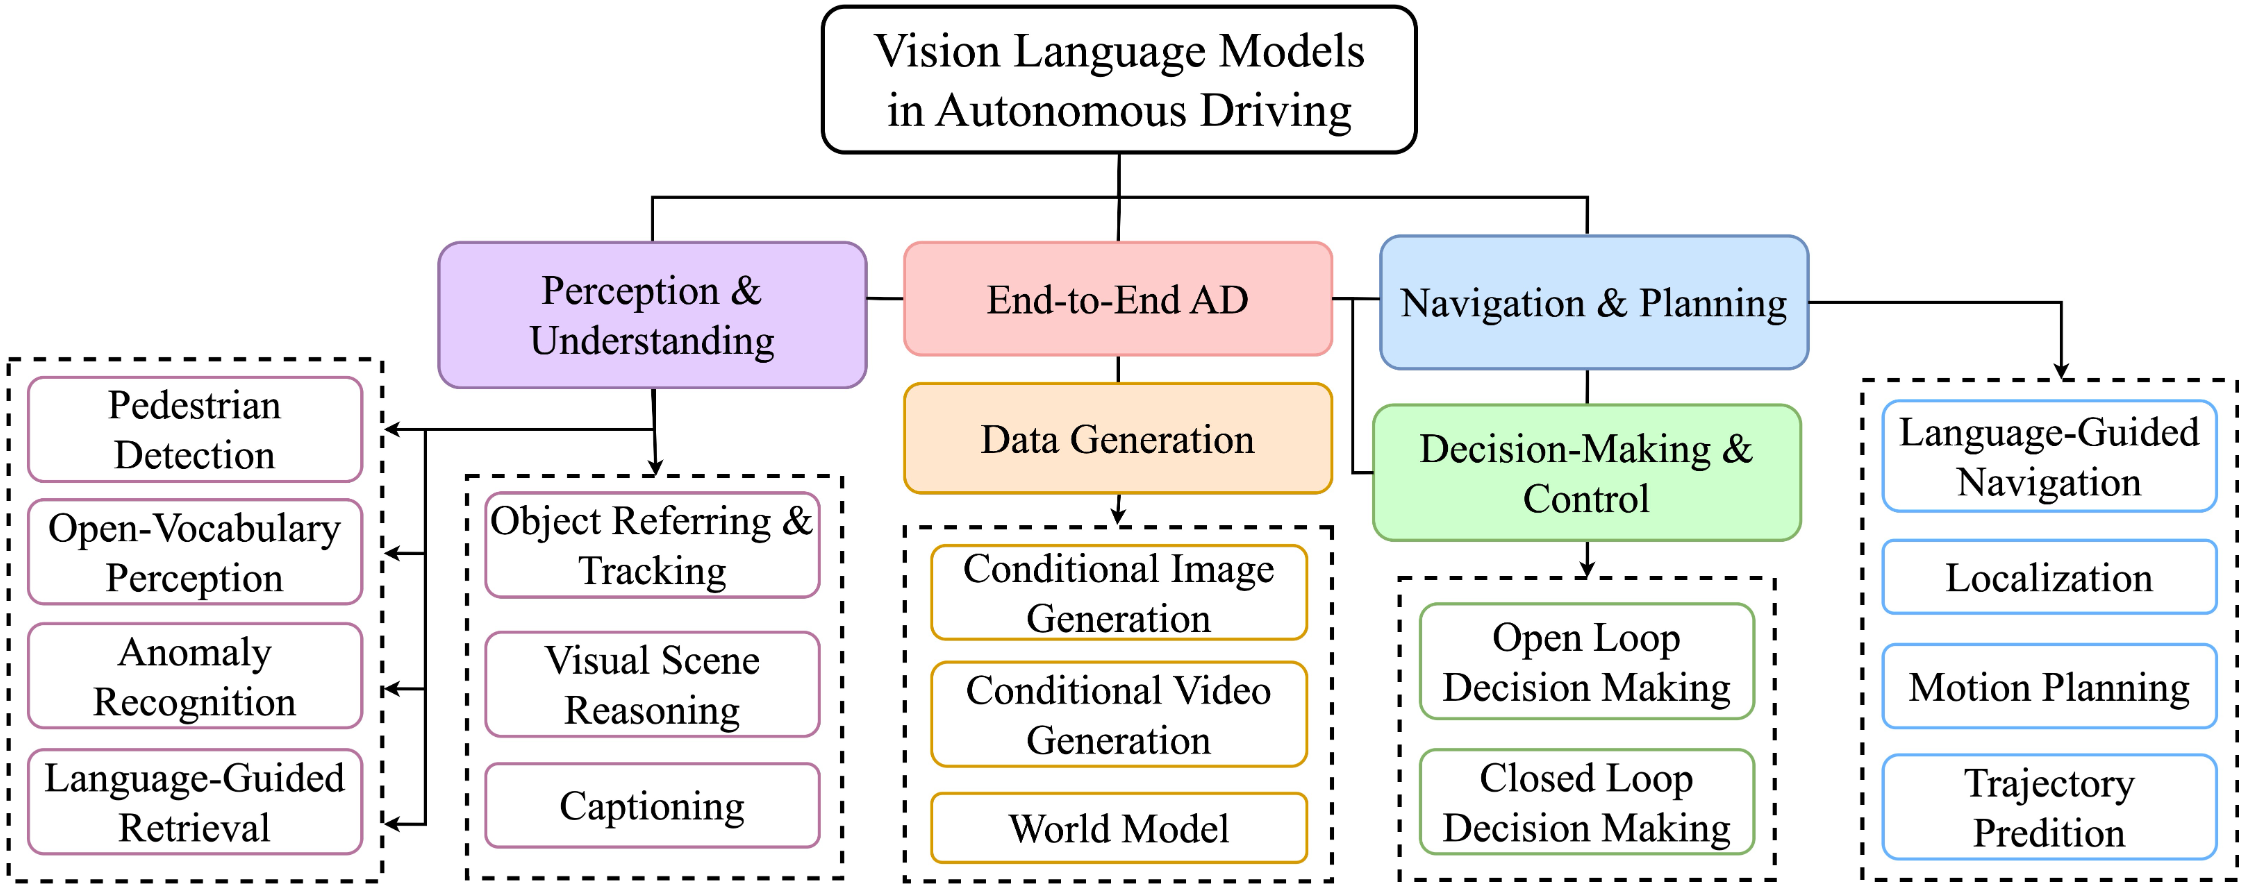 Vision Language Models
in Autonomous Driving
Perception &
Understanding
End-to-End AD
Navigation & Planning
Data Generation
Decision-Making &
Control
Pedestrian
Detection
Open-Vocabulary
Perception
Anomaly
Recognition
Language-Guided
Retrieval
Object Referring &
Tracking
Visual Scene
Reasoning
Captioning
Conditional Image
Generation
Conditional Video
Generation
World Model
Open Loop
Decision Making
Closed Loop
Decision Making
Language-Guided
Navigation
Localization
Motion Planning
Trajectory
Predition